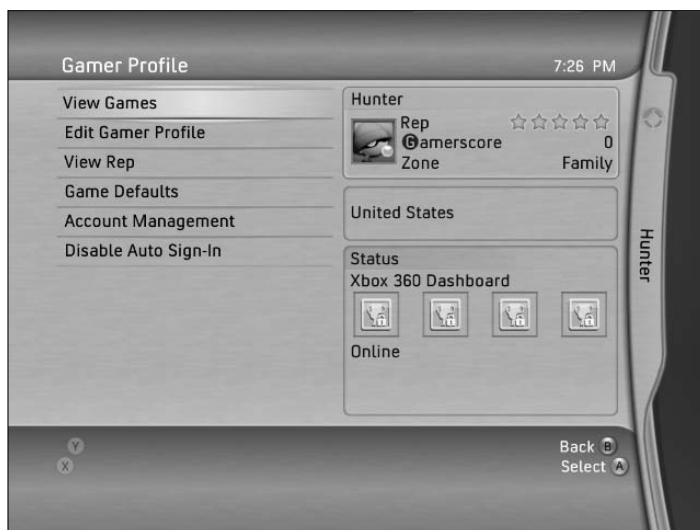 Gamer Profile
7:26 PM
View Games
Edit Gamer Profile
View Rep
Game Defaults
Account Management
Disable Auto Sign-In
Hunter
Rep
Gamerscore 0
Zone Family
United States
Status
Xbox 360 Dashboard
Online
Hunter
Y
X
Back B
Select A